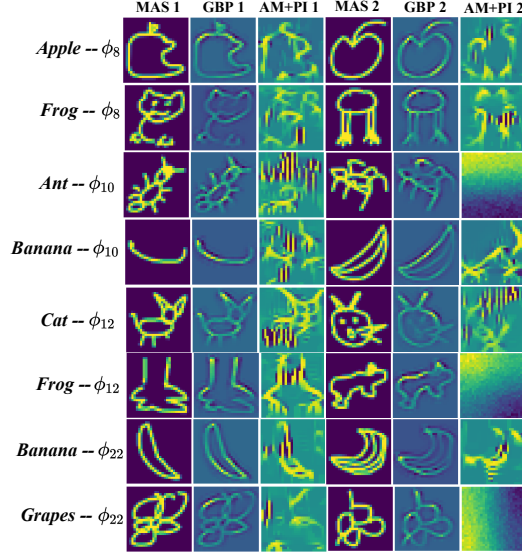 MAS 1 GBP 1 AM+PI 1 MAS 2 GBP 2 AM+PI 2
Apple -- ϕ₈
Frog -- ϕ₈
Ant -- ϕ₁₀
Banana -- ϕ₁₀
Cat -- ϕ₁₂
Frog -- ϕ₁₂
Banana -- ϕ₂₂
Grapes -- ϕ₂₂